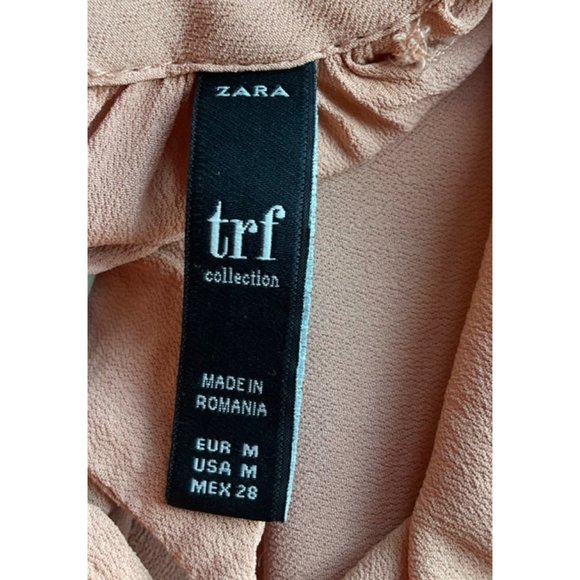 ZARA
trf
collection
MADE IN
ROMANIA
EUR M
USA M
MEX 28